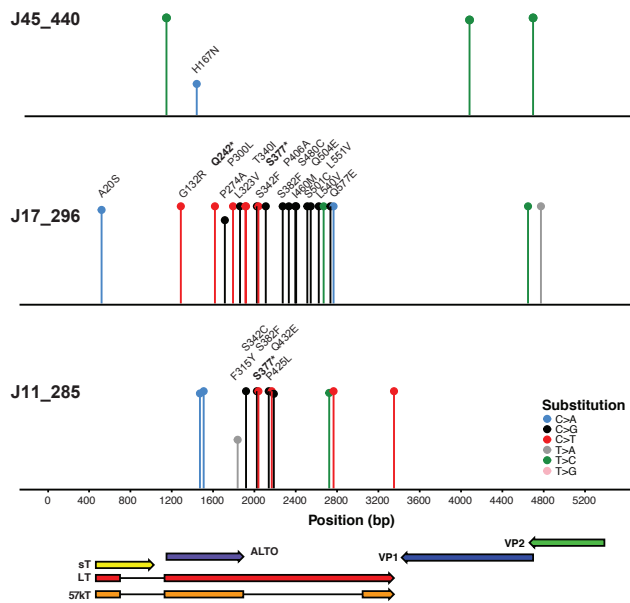 J45_440
H167N
J17_296
A20S
G132R
Q242*
P274A
P300L
L323V
T340I
S342F
S377*
S382F
P406A
I460M
S480C
S501C
Q504E
L540V
L551V
Q577E
J11_285
F315Y
S342C
S377*
S382F
P425L
Q432E
Substitution
C>A
C>G
C>T
T>A
T>C
T>G
0 400 800 1200 1600 2000 2400 2800 3200 3600 4000 4400 4800 5200
Position (bp)
VP2
ALTO
VP1
sT
LT
57kT